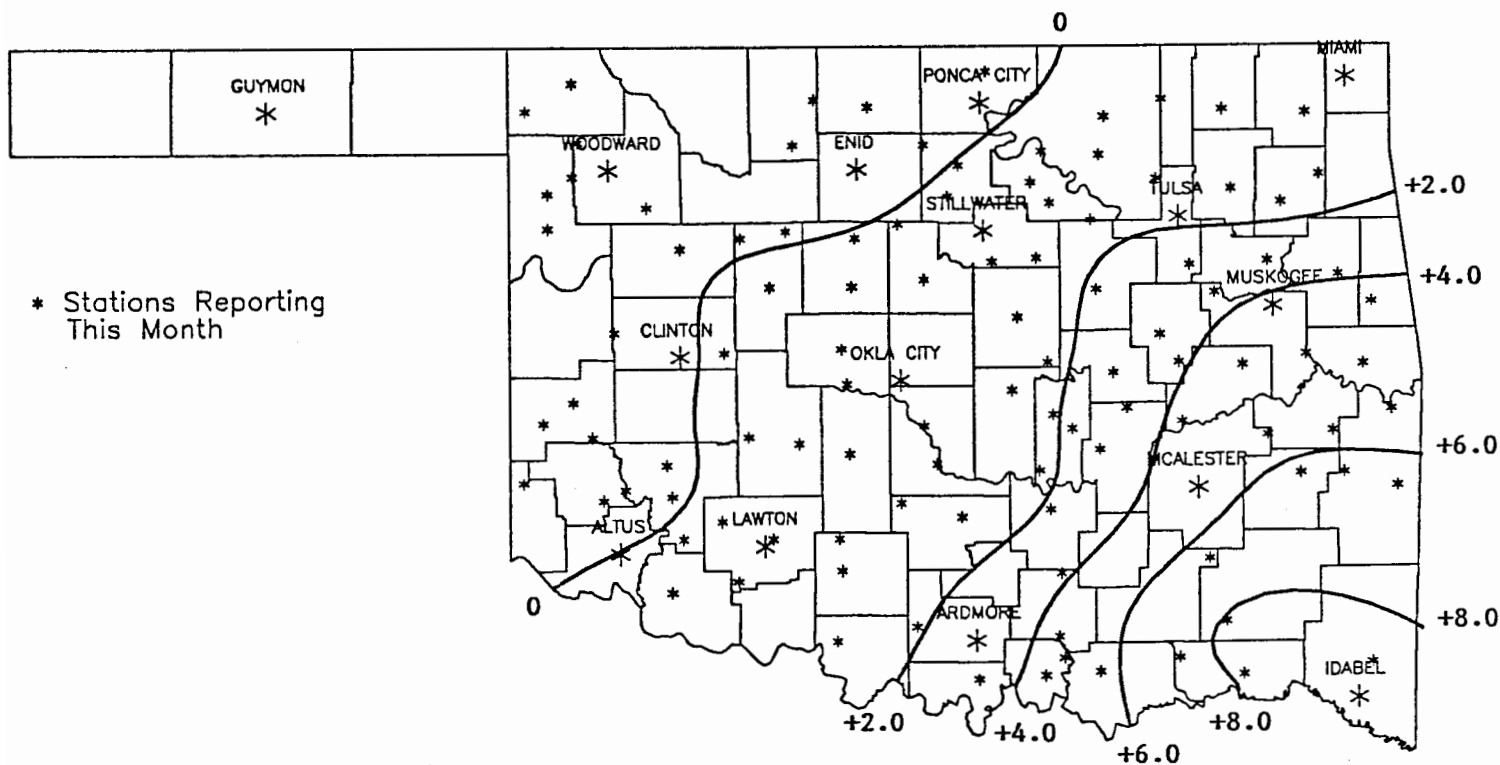 0
MIAMI
PONCA CITY
GUYMON
WOODWARD
ENID
TULSA
+2.0
STILLWATER
MUSKOGEE
+4.0
* Stations Reporting
This Month
CLINTON
OKLA CITY
+6.0
MCALESTER
LAWTON
ALTUS
0
ARDMORE
+8.0
IDABEL
+2.0
+4.0
+8.0
+6.0